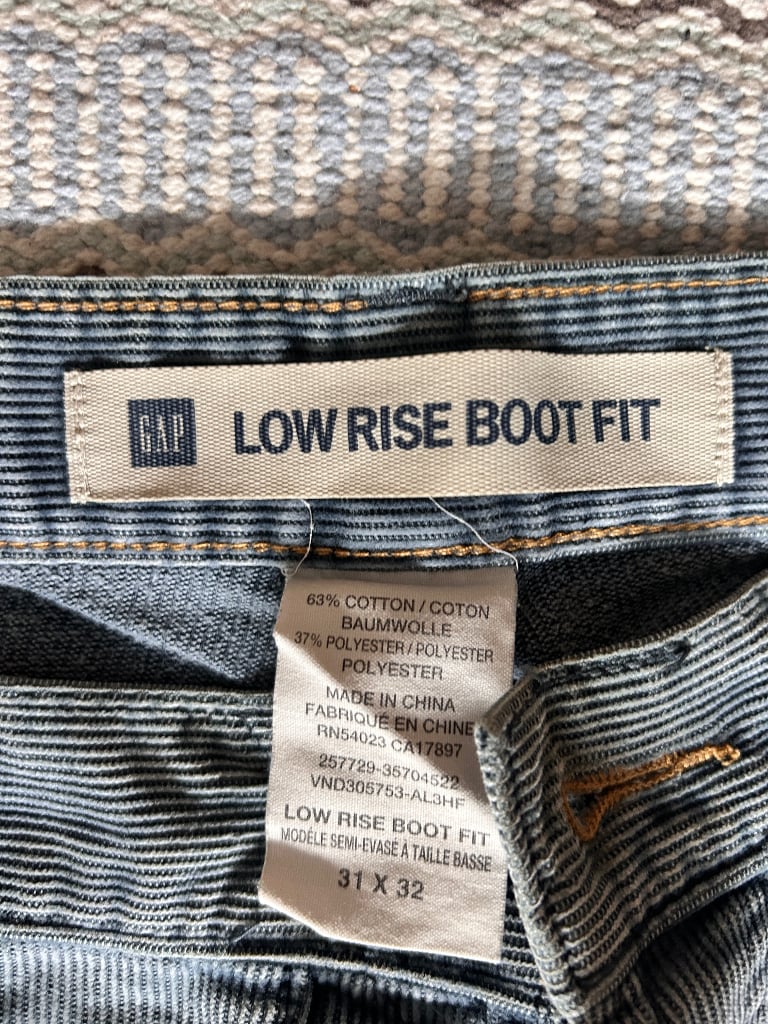 GAP LOW RISE BOOT FIT
63% COTTON / COTON
BAUMWOLLE
37% POLYESTER / POLYESTER
POLYESTER
MADE IN CHINA
FABRIQUÉ EN CHINE
RN54023 CA17897
257729-35704522
VND305753-AL3HF
LOW RISE BOOT FIT
MODÈLE SEMI-EVASÉ À TAILLE BASSE
31 X 32